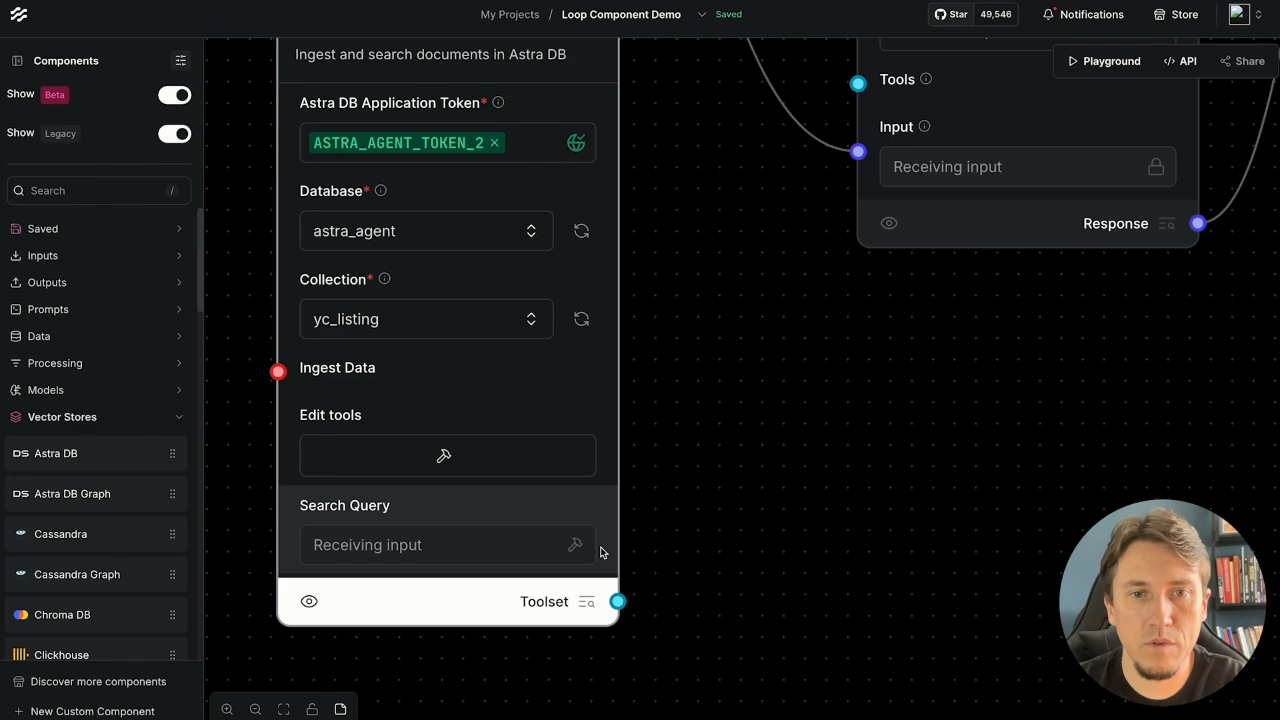 My Projects / Loop Component Demo Saved
Star 49,546 Notifications Store
Components
Show Beta
Show Legacy
Search /
Saved
Inputs
Outputs
Prompts
Data
Processing
Models
Vector Stores
DS Astra DB
DS Astra DB Graph
Cassandra
Cassandra Graph
Chroma DB
Clickhouse
Discover more components
New Custom Component
Ingest and search documents in Astra DB
Astra DB Application Token*
ASTRA_AGENT_TOKEN_2
Database*
astra_agent
Collection*
yc_listing
Ingest Data
Edit tools
Search Query
Receiving input
Toolset
Playground API Share
Tools
Input
Receiving input
Response